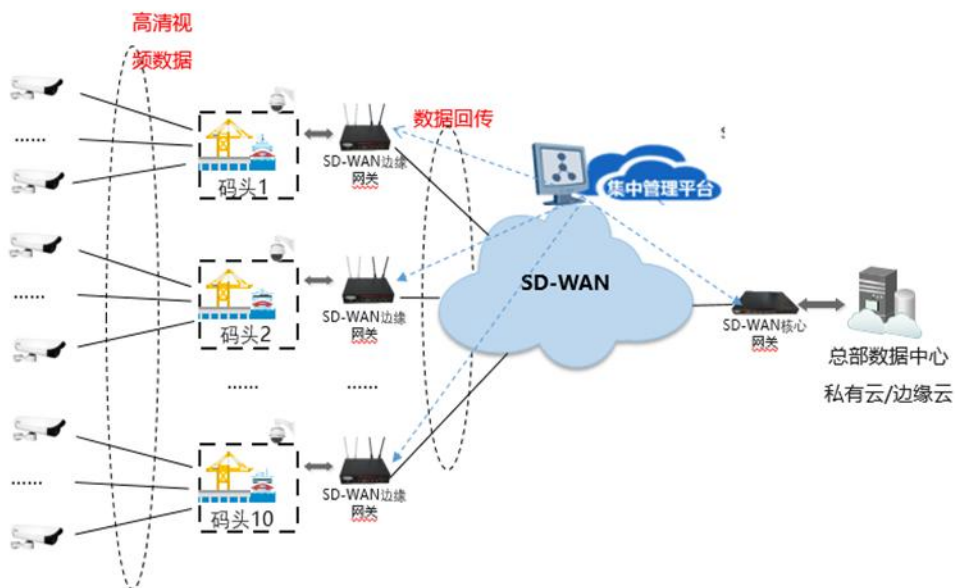 高清视
频数据
数据回传
......
码头1
SD-WAN边缘
网关
集中管理平台
......
码头2
SD-WAN边缘
网关
SD-WAN
SD-WAN核心
网关
总部数据中心
私有云/边缘云
......
......
......
码头10
SD-WAN边缘
网关